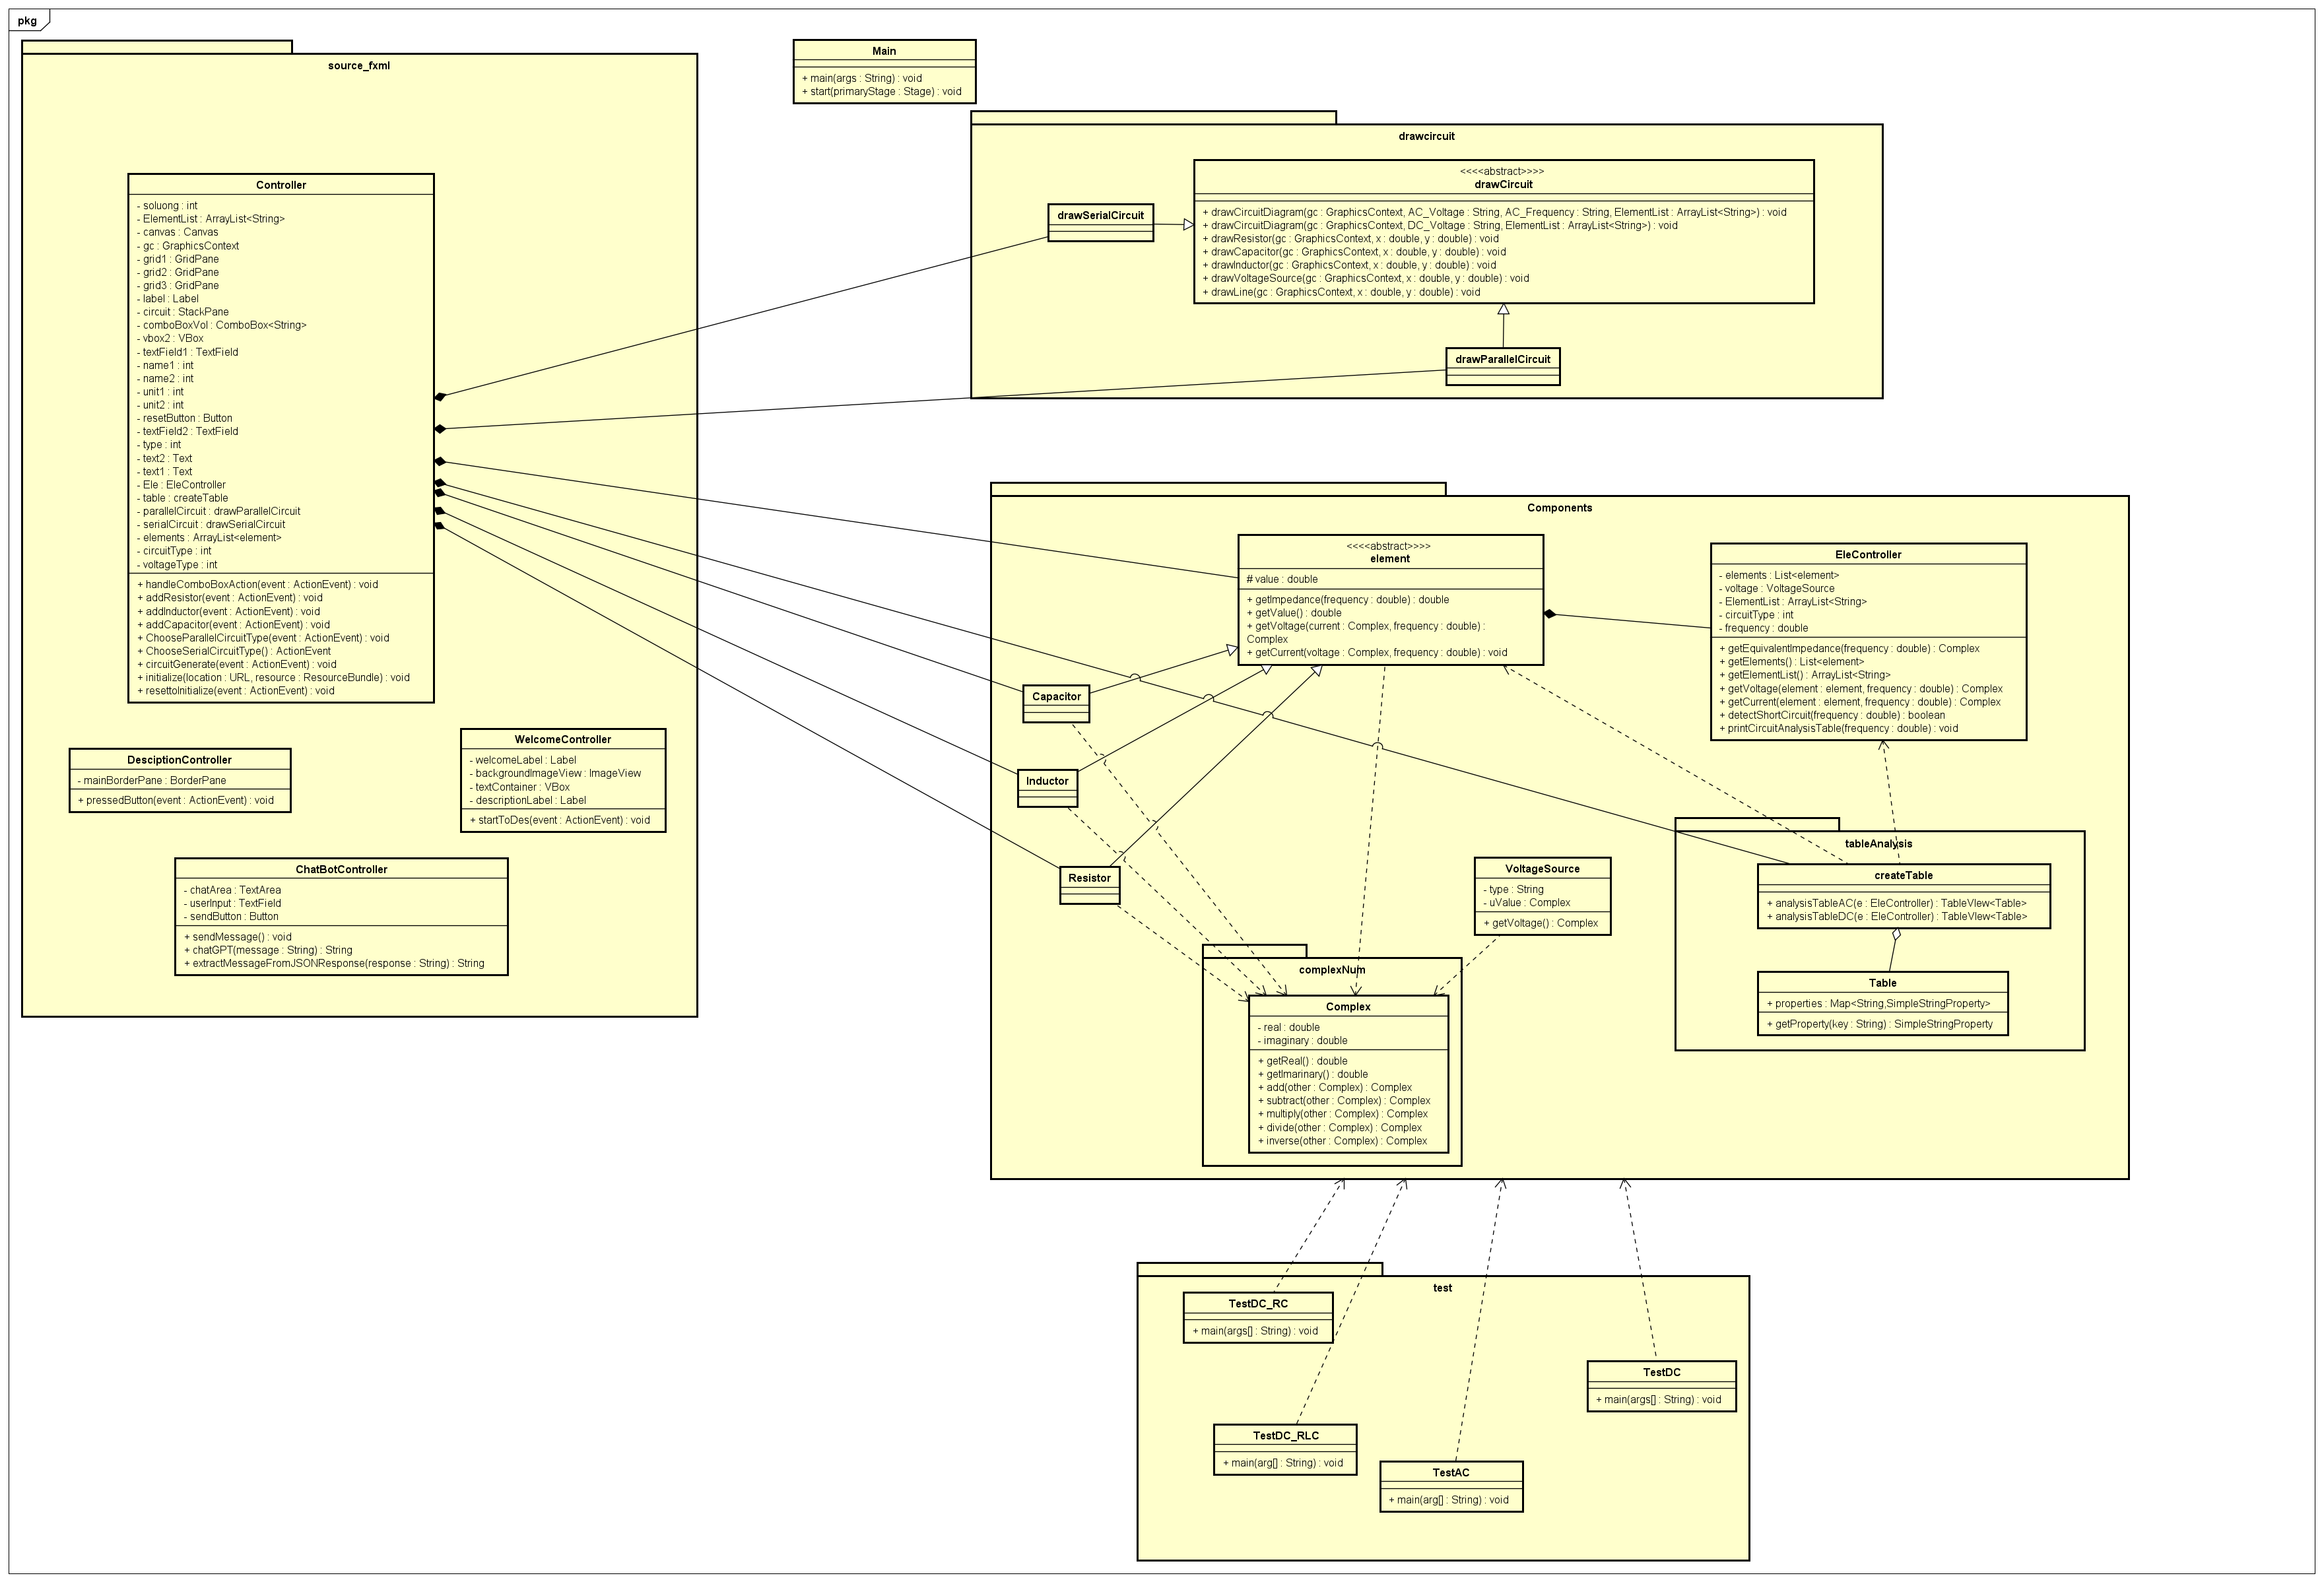 pkg
source_fxml
Controller
- soluong : int
- ElementList : ArrayList<String>
- canvas : Canvas
- gc : GraphicsContext
- grid1 : GridPane
- grid2 : GridPane
- grid3 : GridPane
- label : Label
- circuit : StackPane
- comboBoxVol : ComboBox<String>
- vbox2 : VBox
- textField1 : TextField
- name1 : int
- name2 : int
- unit1 : int
- unit2 : int
- resetButton : Button
- textField2 : TextField
- type : int
- text2 : Text
- text1 : Text
- Ele : EleController
- table : createTable
- parallelCircuit : drawParallelCircuit
- serialCircuit : drawSerialCircuit
- elements : ArrayList<element>
- circuitType : int
- voltageType : int
+ handleComboBoxAction(event : ActionEvent) : void
+ addResistor(event : ActionEvent) : void
+ addInductor(event : ActionEvent) : void
+ addCapacitor(event : ActionEvent) : void
+ ChooseParallelCircuitType(event : ActionEvent) : void
+ ChooseSerialCircuitType() : ActionEvent
+ circuitGenerate(event : ActionEvent) : void
+ initialize(location : URL, resource : ResourceBundle) : void
+ resettoInitialize(event : ActionEvent) : void
DesciptionController
- mainBorderPane : BorderPane
+ pressedButton(event : ActionEvent) : void
WelcomeController
- welcomeLabel : Label
- backgroundImageView : ImageView
- textContainer : VBox
- descriptionLabel : Label
+ startToDes(event : ActionEvent) : void
ChatBotController
- chatArea : TextArea
- userInput : TextField
- sendButton : Button
+ sendMessage() : void
+ chatGPT(message : String) : String
+ extractMessageFromJSONResponse(response : String) : String
Main
+ main(args : String) : void
+ start(primaryStage : Stage) : void
drawcircuit
<<<<abstract>>>>
drawCircuit
+ drawCircuitDiagram(gc : GraphicsContext, AC_Voltage : String, AC_Frequency : String, ElementList : ArrayList<String>) : void
+ drawCircuitDiagram(gc : GraphicsContext, DC_Voltage : String, ElementList : ArrayList<String>) : void
+ drawResistor(gc : GraphicsContext, x : double, y : double) : void
+ drawCapacitor(gc : GraphicsContext, x : double, y : double) : void
+ drawInductor(gc : GraphicsContext, x : double, y : double) : void
+ drawVoltageSource(gc : GraphicsContext, x : double, y : double) : void
+ drawLine(gc : GraphicsContext, x : double, y : double) : void
drawSerialCircuit
drawParallelCircuit
Components
<<<<abstract>>>>
element
# value : double
+ getImpedance(frequency : double) : double
+ getValue() : double
+ getVoltage(current : Complex, frequency : double) :
Complex
+ getCurrent(voltage : Complex, frequency : double) : void
EleController
- elements : List<element>
- voltage : VoltageSource
- ElementList : ArrayList<String>
- circuitType : int
- frequency : double
+ getEquivalentImpedance(frequency : double) : Complex
+ getElements() : List<element>
+ getElementList() : ArrayList<String>
+ getVoltage(element : element, frequency : double) : Complex
+ getCurrent(element : element, frequency : double) : Complex
+ detectShortCircuit(frequency : double) : boolean
+ printCircuitAnalysisTable(frequency : double) : void
Capacitor
Inductor
Resistor
VoltageSource
- type : String
- uValue : Complex
+ getVoltage() : Complex
tableAnalysis
createTable
+ analysisTableAC(e : EleController) : TableVIew<Table>
+ analysisTableDC(e : EleController) : TableVIew<Table>
Table
+ properties : Map<String,SimpleStringProperty>
+ getProperty(key : String) : SimpleStringProperty
complexNum
Complex
- real : double
- imaginary : double
+ getReal() : double
+ getImarinary() : double
+ add(other : Complex) : Complex
+ subtract(other : Complex) : Complex
+ multiply(other : Complex) : Complex
+ divide(other : Complex) : Complex
+ inverse(other : Complex) : Complex
test
TestDC_RC
+ main(args[] : String) : void
TestDC
+ main(args[] : String) : void
TestDC_RLC
+ main(arg[] : String) : void
TestAC
+ main(arg[] : String) : void